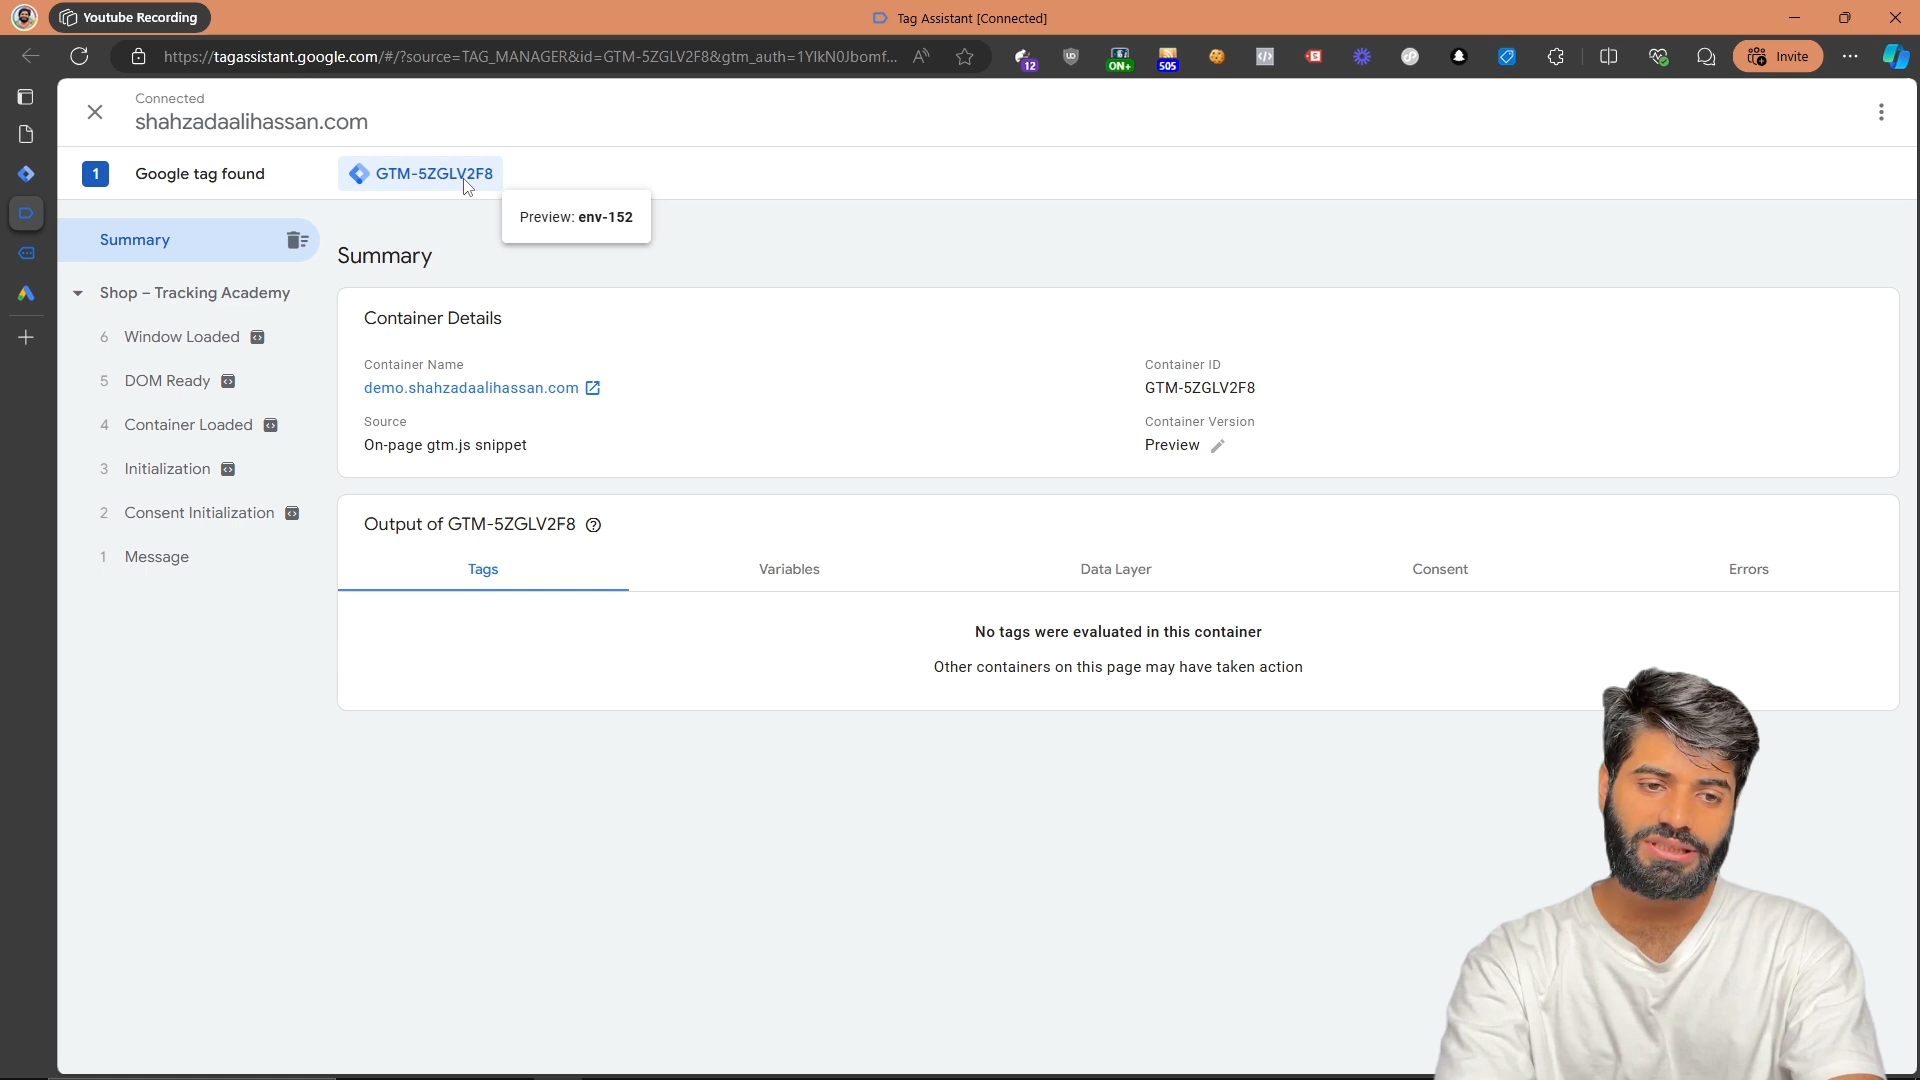 Youtube Recording
Tag Assistant [Connected]
https://tagassistant.google.com/#/?source=TAG_MANAGER&id=GTM-5ZGLV2F8&gtm_auth=1YlkN0Jbomf...
12
ON+
505
Invite
Connected
shahzadaalihassan.com
1 Google tag found GTM-5ZGLV2F8
Preview: env-152
Summary
Summary
Shop – Tracking Academy
6 Window Loaded
5 DOM Ready
4 Container Loaded
3 Initialization
2 Consent Initialization
1 Message
Container Details
Container Name
demo.shahzadaalihassan.com
Container ID
GTM-5ZGLV2F8
Source
On-page gtm.js snippet
Container Version
Preview
Output of GTM-5ZGLV2F8
Tags Variables Data Layer Consent Errors
No tags were evaluated in this container
Other containers on this page may have taken action